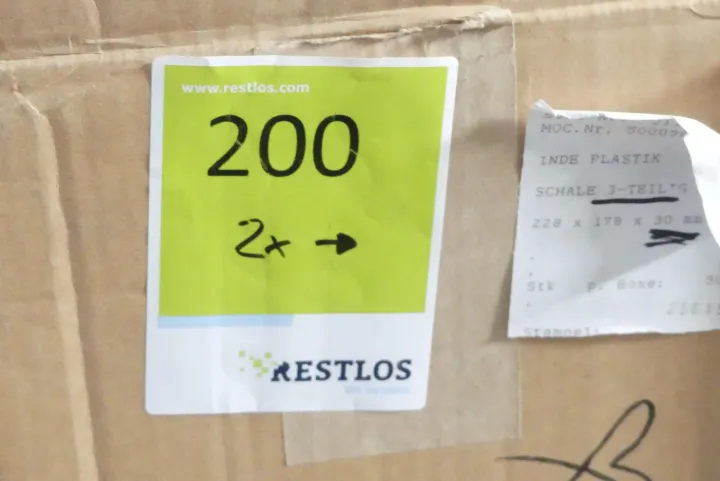 www.restlos.com
200
2x →
RESTLOS
MOC.Nr.
INDE PLASTIK
SCHALE 3-TEIL'G
228 x 178 x 30 mm
Stk p. Boxe:
Stempel: